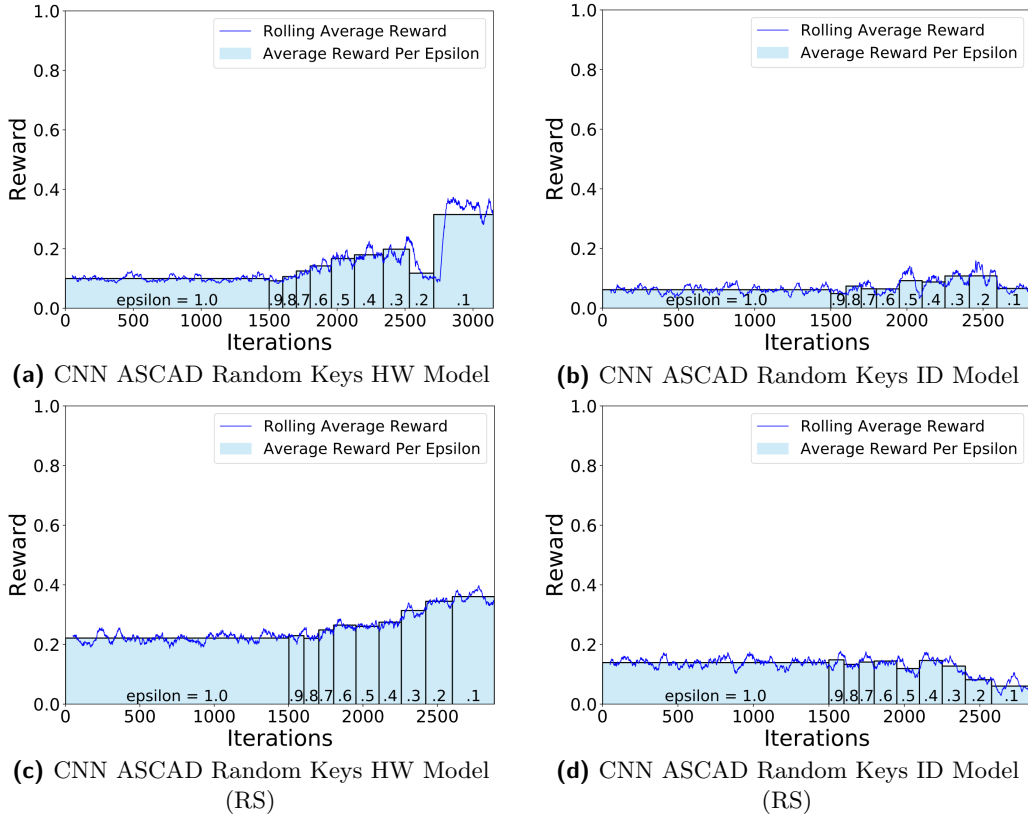 1.0
0.8
0.6
0.4
0.2
0.0
Reward
Rolling Average Reward
Average Reward Per Epsilon
epsilon = 1.0 .9 .8 .7 .6 .5 .4 .3 .2 .1
0 500 1000 1500 2000 2500 3000
Iterations
(a) CNN ASCAD Random Keys HW Model
1.0
0.8
0.6
0.4
0.2
0.0
Reward
Rolling Average Reward
Average Reward Per Epsilon
epsilon = 1.0 .9 .8 .7 .6 .5 .4 .3 .2 .1
0 500 1000 1500 2000 2500
Iterations
(b) CNN ASCAD Random Keys ID Model
1.0
0.8
0.6
0.4
0.2
0.0
Reward
Rolling Average Reward
Average Reward Per Epsilon
epsilon = 1.0 .9 .8 .7 .6 .5 .4 .3 .2 .1
0 500 1000 1500 2000 2500
Iterations
(c) CNN ASCAD Random Keys HW Model
(RS)
1.0
0.8
0.6
0.4
0.2
0.0
Reward
Rolling Average Reward
Average Reward Per Epsilon
epsilon = 1.0 .9 .8 .7 .6 .5 .4 .3 .2 .1
0 500 1000 1500 2000 2500
Iterations
(d) CNN ASCAD Random Keys ID Model
(RS)